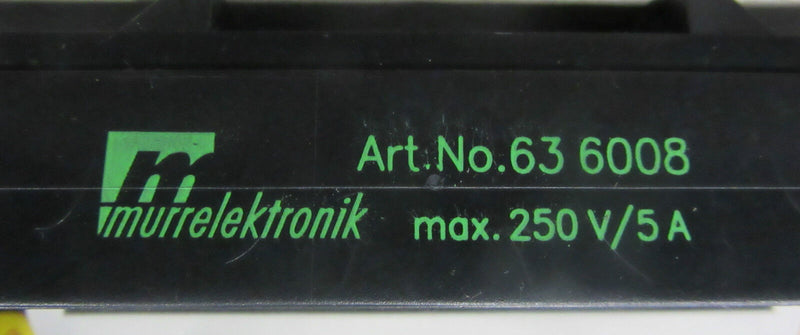 Art.No.63 6008
murrelektronik
max. 250 V/5 A